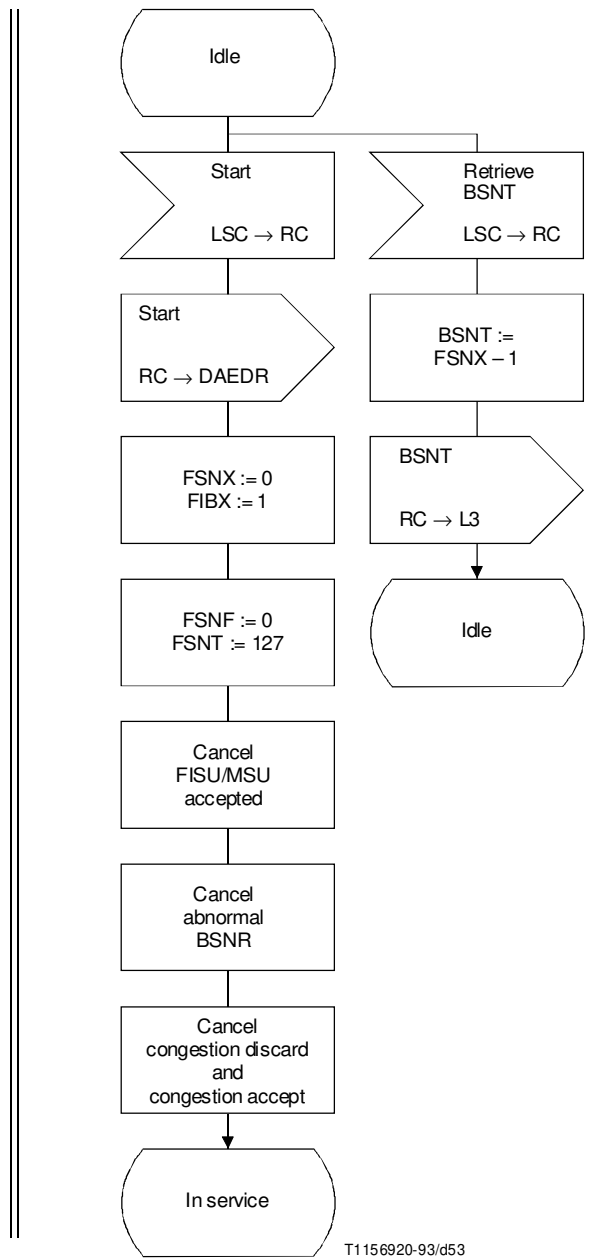 Idle
Start
LSC → RC
Start
RC → DAEDR
FSNX := 0
FIBX := 1
FSNF := 0
FSNT := 127
Cancel
FISU/MSU
accepted
Cancel
abnormal
BSNR
Cancel
congestion discard
and
congestion accept
In service
Retrieve
BSNT
LSC → RC
BSNT :=
FSNX – 1
BSNT
RC → L3
Idle
T1156920-93/d53